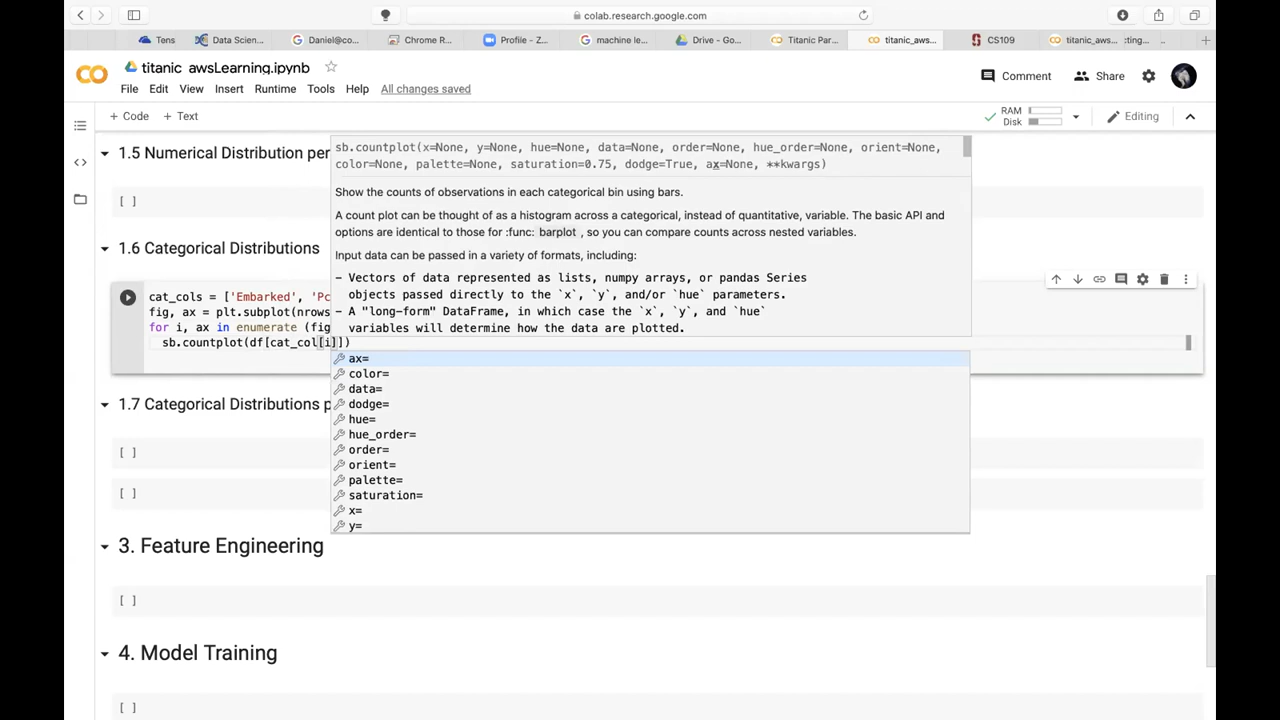 colab.research.google.com
Tens
Data Scien...
Daniel@co...
Chrome R...
Profile - Z...
machine le...
Drive - Go...
Titanic Par...
titanic_aws...
CS109
titanic_aws...
:ting...
titanic_awsLearning.ipynb
File Edit View Insert Runtime Tools Help All changes saved
Comment
Share
+ Code + Text
RAM
Disk
Editing
1.5 Numerical Distribution per
[ ]
1.6 Categorical Distributions
cat_cols = ['Embarked', 'Pc
fig, ax = plt.subplot(nrows
for i, ax in enumerate (fig
sb.countplot(df[cat_col[i]])
sb.countplot(x=None, y=None, hue=None, data=None, order=None, hue_order=None, orient=None,
color=None, palette=None, saturation=0.75, dodge=True, ax=None, **kwargs)
Show the counts of observations in each categorical bin using bars.
A count plot can be thought of as a histogram across a categorical, instead of quantitative, variable. The basic API and
options are identical to those for :func: barplot , so you can compare counts across nested variables.
Input data can be passed in a variety of formats, including:
- Vectors of data represented as lists, numpy arrays, or pandas Series
objects passed directly to the `x`, `y`, and/or `hue` parameters.
- A "long-form" DataFrame, in which case the `x`, `y`, and `hue`
variables will determine how the data are plotted.
ax=
color=
data=
dodge=
hue=
hue_order=
order=
orient=
palette=
saturation=
x=
y=
1.7 Categorical Distributions p
[ ]
[ ]
3. Feature Engineering
[ ]
4. Model Training
[ ]